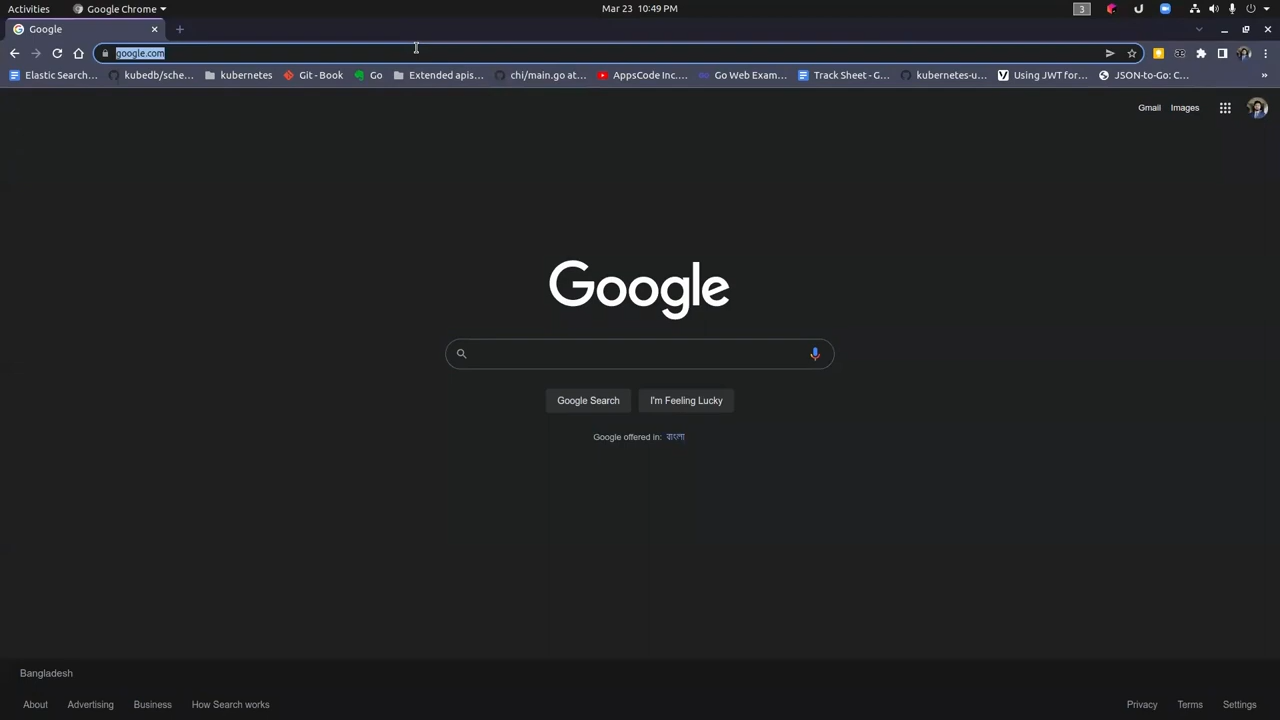 Activities Google Chrome Mar 23 10:49 PM 3
Google
google.com
Elastic Search... kubedb/sche... kubernetes Git - Book Go Extended apis... chi/main.go at... AppsCode Inc.... Go Web Exam... Track Sheet - G... kubernetes-u... Using JWT for... JSON-to-Go: C... »
Gmail Images
Google
Google Search I'm Feeling Lucky
Google offered in: বাংলা
Bangladesh
About Advertising Business How Search works Privacy Terms Settings